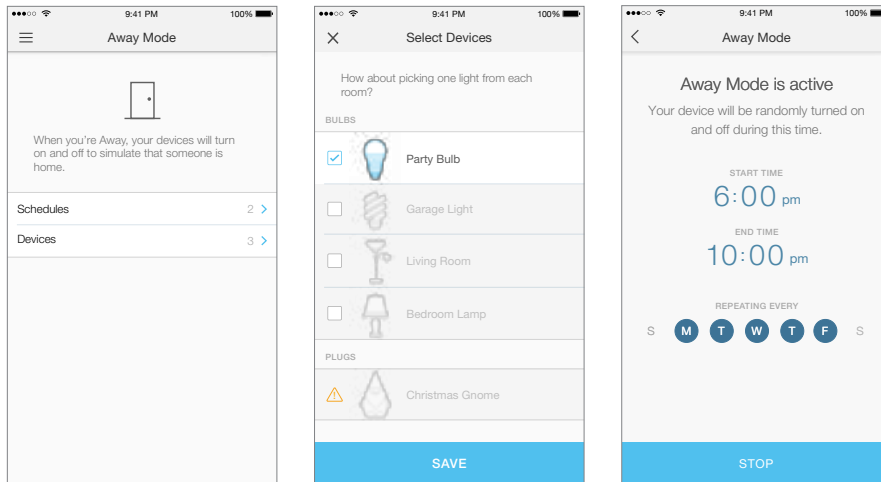 9:41 PM
100%
Away Mode
When you’re Away, your devices will turn
on and off to simulate that someone is
home.
Schedules 2
Devices 3
9:41 PM
100%
Select Devices
How about picking one light from each
room?
BULBS
Party Bulb
Garage Light
Living Room
Bedroom Lamp
PLUGS
Christmas Gnome
SAVE
9:41 PM
100%
Away Mode
Away Mode is active
Your device will be randomly turned on
and off during this time.
START TIME
6:00 pm
END TIME
10:00 pm
REPEATING EVERY
S M T W T F S
STOP